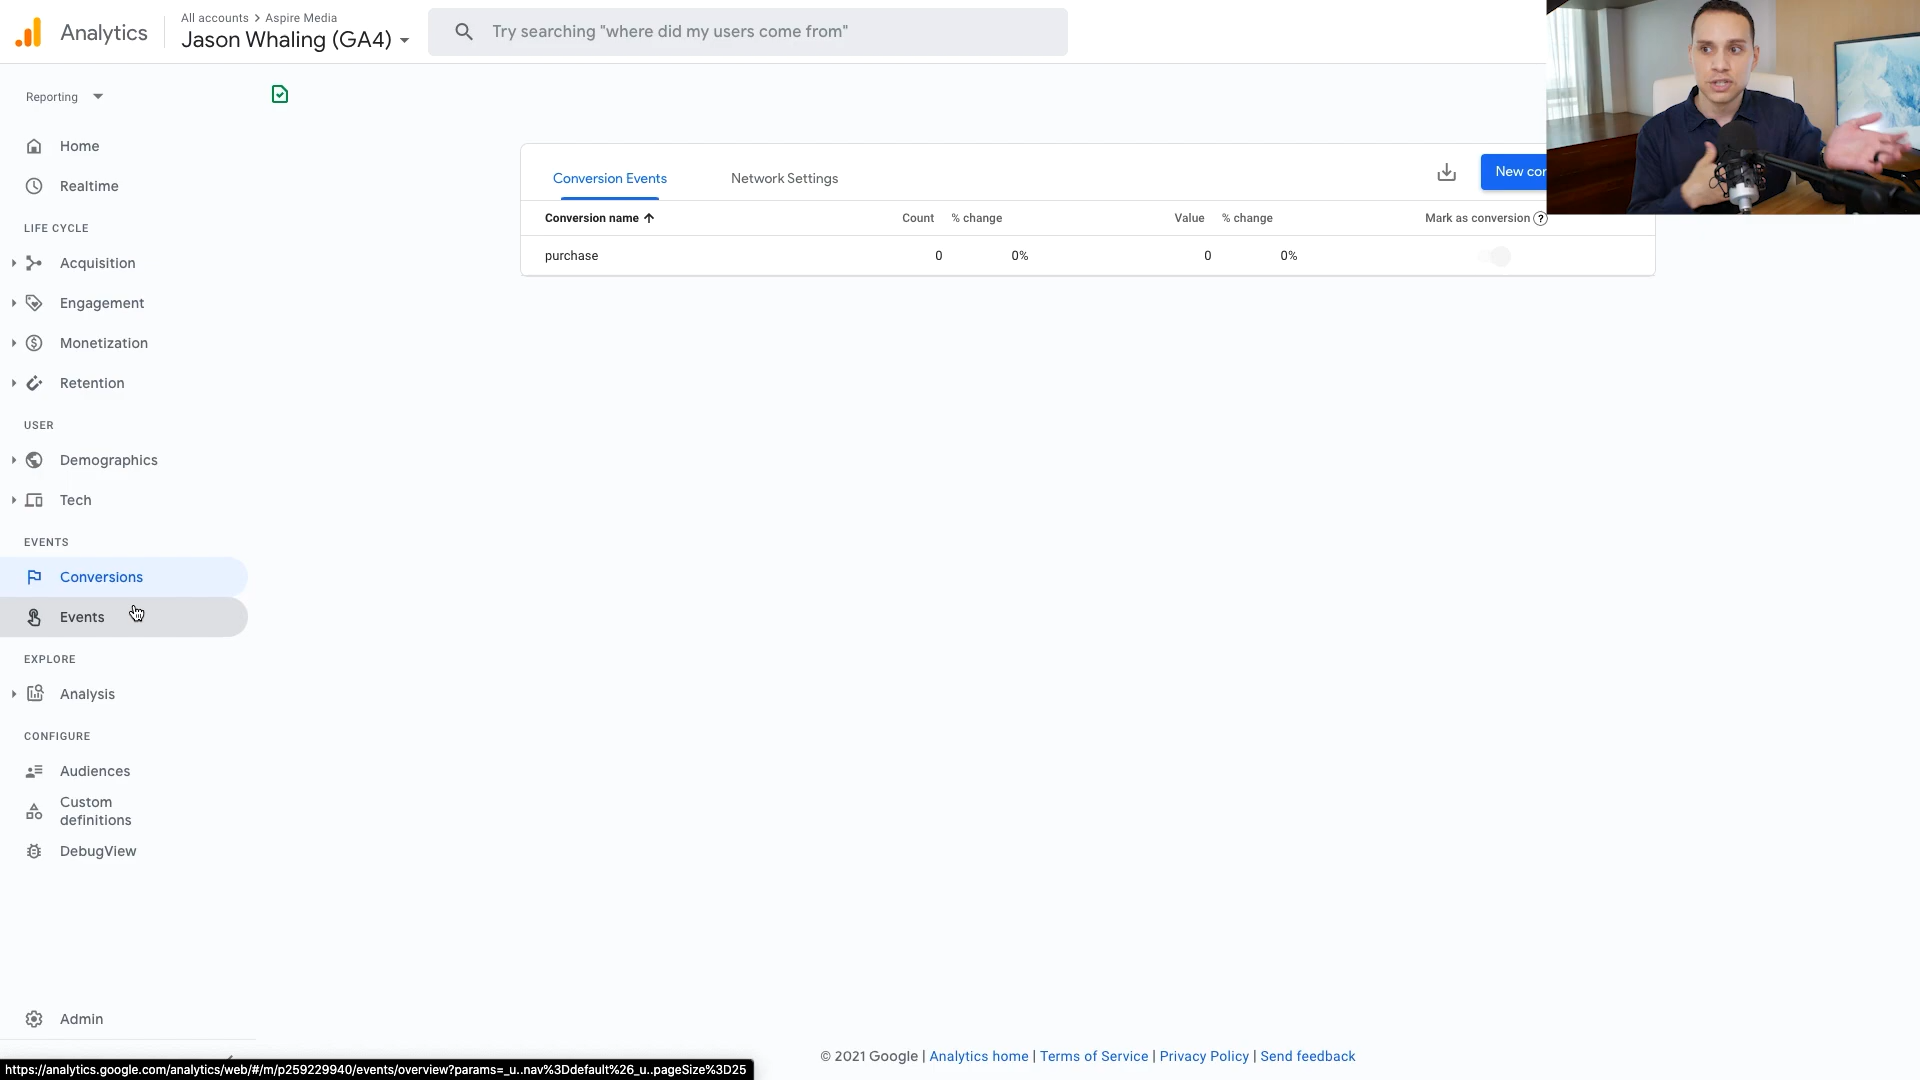 Analytics
All accounts > Aspire Media
Jason Whaling (GA4)
Try searching "where did my users come from"
Reporting
Home
Realtime
LIFE CYCLE
Acquisition
Engagement
Monetization
Retention
USER
Demographics
Tech
EVENTS
Conversions
Events
EXPLORE
Analysis
CONFIGURE
Audiences
Custom
definitions
DebugView
Admin
Conversion Events Network Settings
New cor
Conversion name Count % change Value % change Mark as conversion ?
purchase 0 0% 0 0%
© 2021 Google | Analytics home | Terms of Service | Privacy Policy | Send feedback
https://analytics.google.com/analytics/web/#/m/p259229940/events/overview?params=_u..nav%3Ddefault%26_u..pageSize%3D25